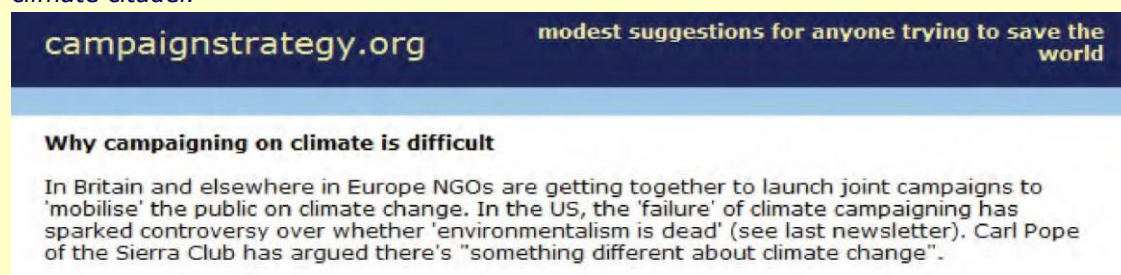 campaignstrategy.org
modest suggestions for anyone trying to save the
world
Why campaigning on climate is difficult
In Britain and elsewhere in Europe NGOs are getting together to launch joint campaigns to
'mobilise' the public on climate change. In the US, the 'failure' of climate campaigning has
sparked controversy over whether 'environmentalism is dead' (see last newsletter). Carl Pope
of the Sierra Club has argued there's "something different about climate change".